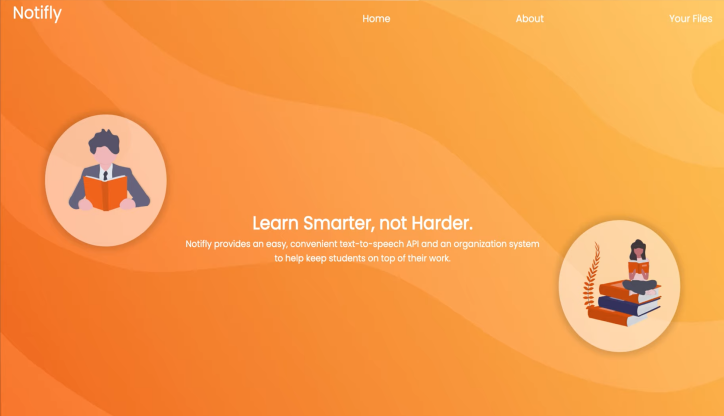 Notifly
Home
About
Your Files
Learn Smarter, not Harder.
Notifly provides an easy, convenient text-to-speech API and an organization system
to help keep students on top of their work.